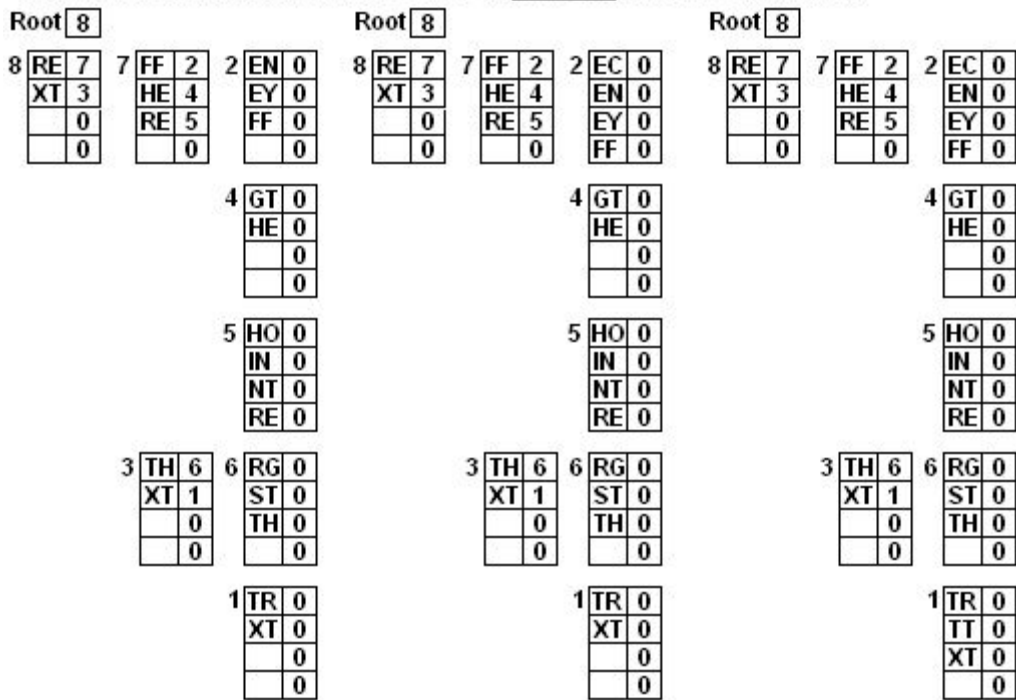 Root 8 Root 8 Root 8
8 RE 7 7 FF 2 2 EN 0 8 RE 7 7 FF 2 2 EC 0 8 RE 7 7 FF 2 2 EC 0
XT 3 HE 4 EY 0 XT 3 HE 4 EN 0 XT 3 HE 4 EN 0
0 RE 5 FF 0 0 RE 5 EY 0 0 RE 5 EY 0
0 0 0 0 0 FF 0 0 0 FF 0
4 GT 0 4 GT 0 4 GT 0
HE 0 HE 0 HE 0
0 0 0
0 0 0
5 HO 0 5 HO 0 5 HO 0
IN 0 IN 0 IN 0
NT 0 NT 0 NT 0
RE 0 RE 0 RE 0
3 TH 6 6 RG 0 3 TH 6 6 RG 0 3 TH 6 6 RG 0
XT 1 ST 0 XT 1 ST 0 XT 1 ST 0
0 TH 0 0 TH 0 0 TH 0
0 0 0 0 0 0
1 TR 0 1 TR 0 1 TR 0
XT 0 XT 0 TT 0
0 0 XT 0
0 0 0